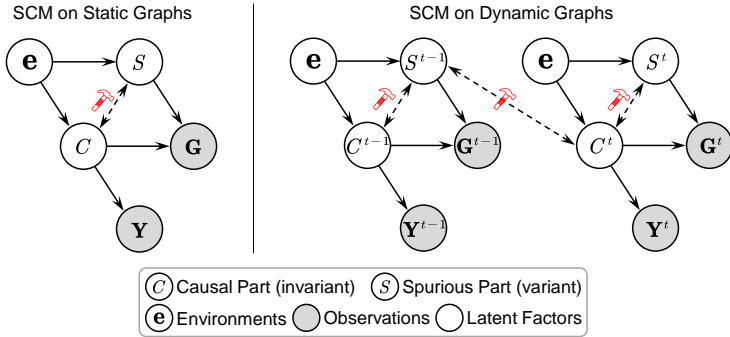 SCM on Static Graphs
SCM on Dynamic Graphs
e S
C G
Y
e S^{t−1} e S^t
C^{t−1} G^{t−1} C^t G^t
Y^{t−1} Y^t
C Causal Part (invariant) S Spurious Part (variant)
e Environments Observations Latent Factors